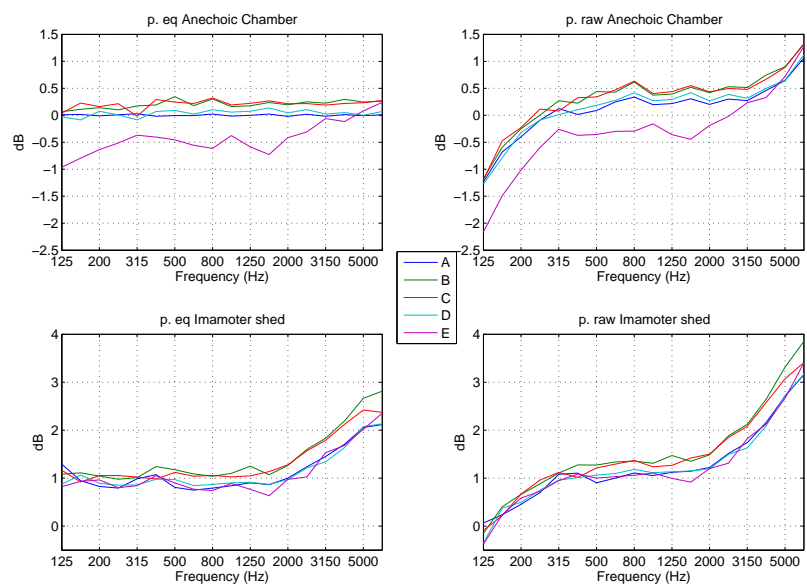 p. eq Anechoic Chamber
1.5
1
0.5
0
−0.5
−1
−1.5
−2
−2.5
dB
125 200 315 500 800 1250 2000 3150 5000
Frequency (Hz)
p. raw Anechoic Chamber
1.5
1
0.5
0
−0.5
−1
−1.5
−2
−2.5
dB
125 200 315 500 800 1250 2000 3150 5000
Frequency (Hz)
A
B
C
D
E
p. eq Imamoter shed
4
3
2
1
0
dB
125 200 315 500 800 1250 2000 3150 5000
Frequency (Hz)
p. raw Imamoter shed
4
3
2
1
0
dB
125 200 315 500 800 1250 2000 3150 5000
Frequency (Hz)